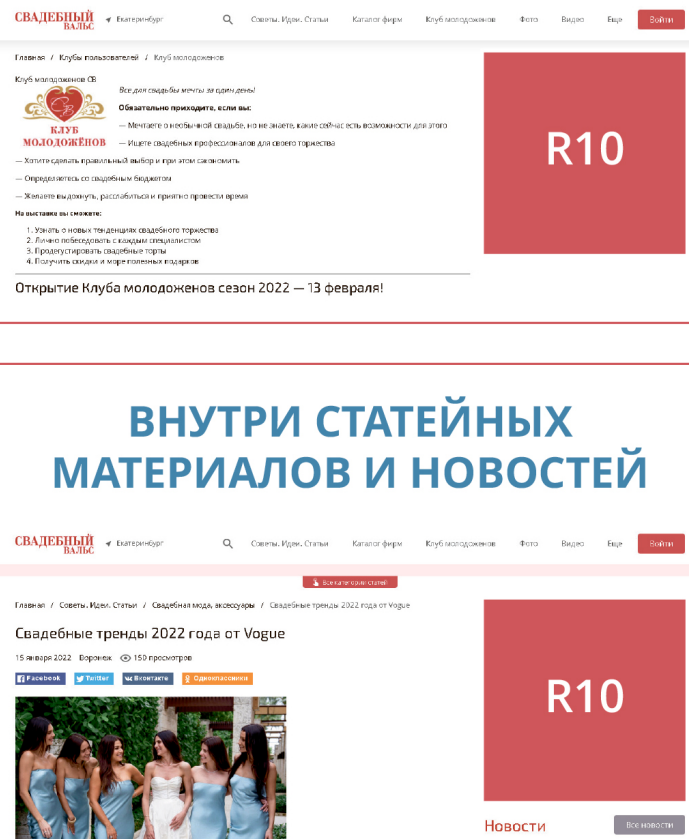 СВАДЕБНЫЙ
ВАЛЬС
Екатеринбург
Советы. Идеи. Статьи
Каталог фирм
Клуб молодоженов
Фото
Видео
Еще
Войти
Главная / Клубы пользователей / Клуб молодоженов
Клуб молодоженов СВ
СВ
КЛУБ
МОЛОДОЖЁНОВ
Все для свадьбы мечты за один день!
Обязательно приходите, если вы:
— Мечтаете о необычной свадьбе, но не знаете, какие сейчас есть возможности для этого
— Ищете свадебных профессионалов для своего торжества
— Хотите сделать правильный выбор и при этом сэкономить
— Определяетесь со свадебным бюджетом
— Желаете выдохнуть, расслабиться и приятно провести время
На выставке вы сможете:
1. Узнать о новых тенденциях свадебного торжества
2. Лично побеседовать с каждым специалистом
3. Продегустировать свадебные торты
4. Получить скидки и море полезных подарков
R10
Открытие Клуба молодоженов сезон 2022 — 13 февраля!
ВНУТРИ СТАТЕЙНЫХ
МАТЕРИАЛОВ И НОВОСТЕЙ
СВАДЕБНЫЙ
ВАЛЬС
Екатеринбург
Советы. Идеи. Статьи
Каталог фирм
Клуб молодоженов
Фото
Видео
Еще
Войти
Все категории статей
Главная / Советы. Идеи. Статьи / Свадебная мода, аксессуары / Свадебные тренды 2022 года от Vogue
Свадебные тренды 2022 года от Vogue
15 января 2022 Воронеж 150 просмотров
Facebook
Twitter
Вконтакте
Одноклассники
R10
Новости
Все новости